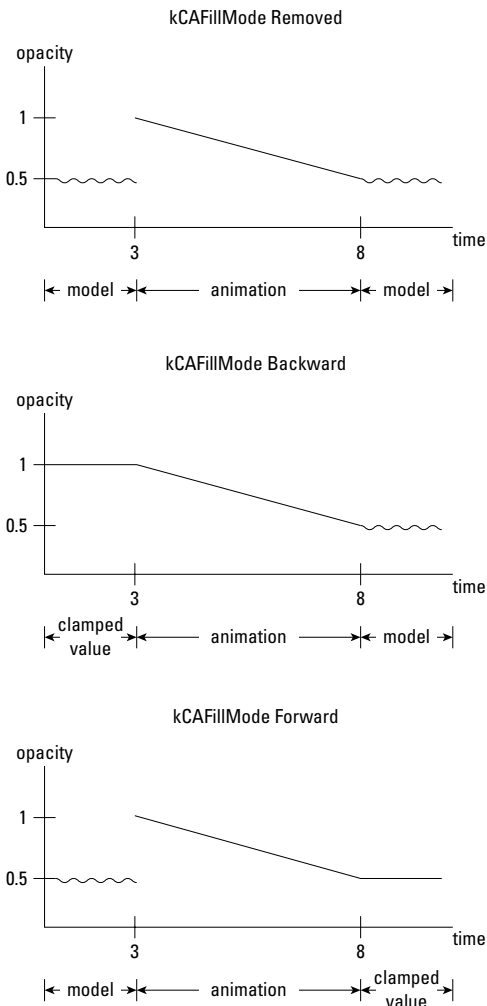 kCAFillMode Removed
opacity
1
0.5
3
8
time
model
animation
model
kCAFillMode Backward
opacity
1
0.5
3
8
time
clamped
value
animation
model
kCAFillMode Forward
opacity
1
0.5
3
8
time
model
animation
clamped
value